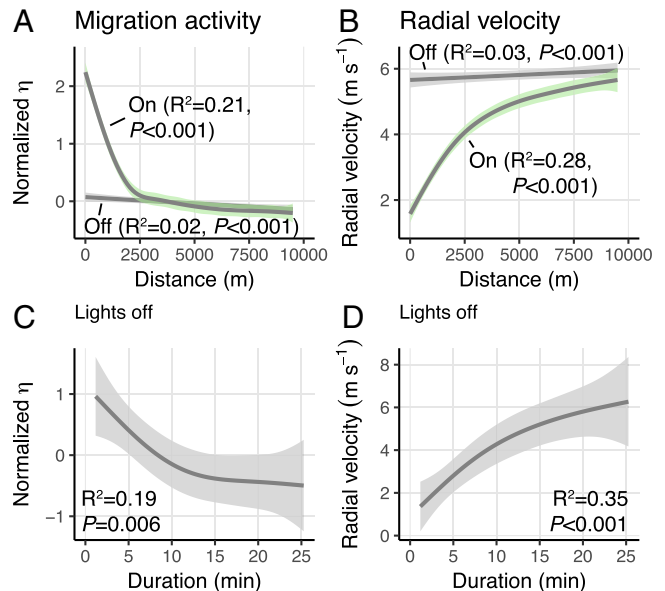 A Migration activity
Normalized η
2
1
0
On (R²=0.21,
P<0.001)
Off (R²=0.02, P<0.001)
0 2500 5000 7500 10000
Distance (m)
B Radial velocity
Radial velocity (m s⁻¹)
6
4
2
Off (R²=0.03, P<0.001)
On (R²=0.28,
P<0.001)
0 2500 5000 7500 10000
Distance (m)
C Lights off
Normalized η
1
0
−1
R²=0.19
P=0.006
0 5 10 15 20 25
Duration (min)
D Lights off
Radial velocity (m s⁻¹)
8
6
4
2
0
R²=0.35
P<0.001
0 5 10 15 20 25
Duration (min)